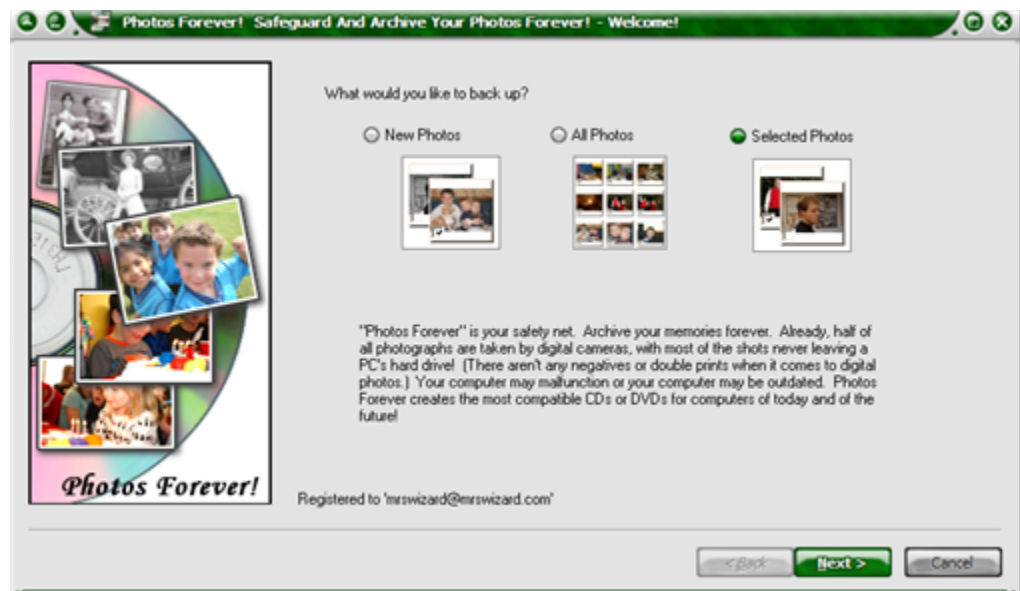 Photos Forever! Safeguard And Archive Your Photos Forever! - Welcome!
What would you like to back up?
New Photos
All Photos
Selected Photos
"Photos Forever" is your safety net. Archive your memories forever. Already, half of
all photographs are taken by digital cameras, with most of the shots never leaving a
PC's hard drive! (There aren't any negatives or double prints when it comes to digital
photos.) Your computer may malfunction or your computer may be outdated. Photos
Forever creates the most compatible CDs or DVDs for computers of today and of the
future!
Photos Forever!
Registered to 'mrswizard@mrswizard.com'
< Back
Next >
Cancel